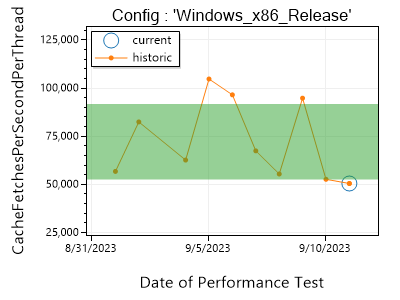 Config : 'Windows_x86_Release'
CacheFetchesPerSecondPerThread
125,000
100,000
75,000
50,000
25,000
current
historic
8/31/2023
9/5/2023
9/10/2023
Date of Performance Test